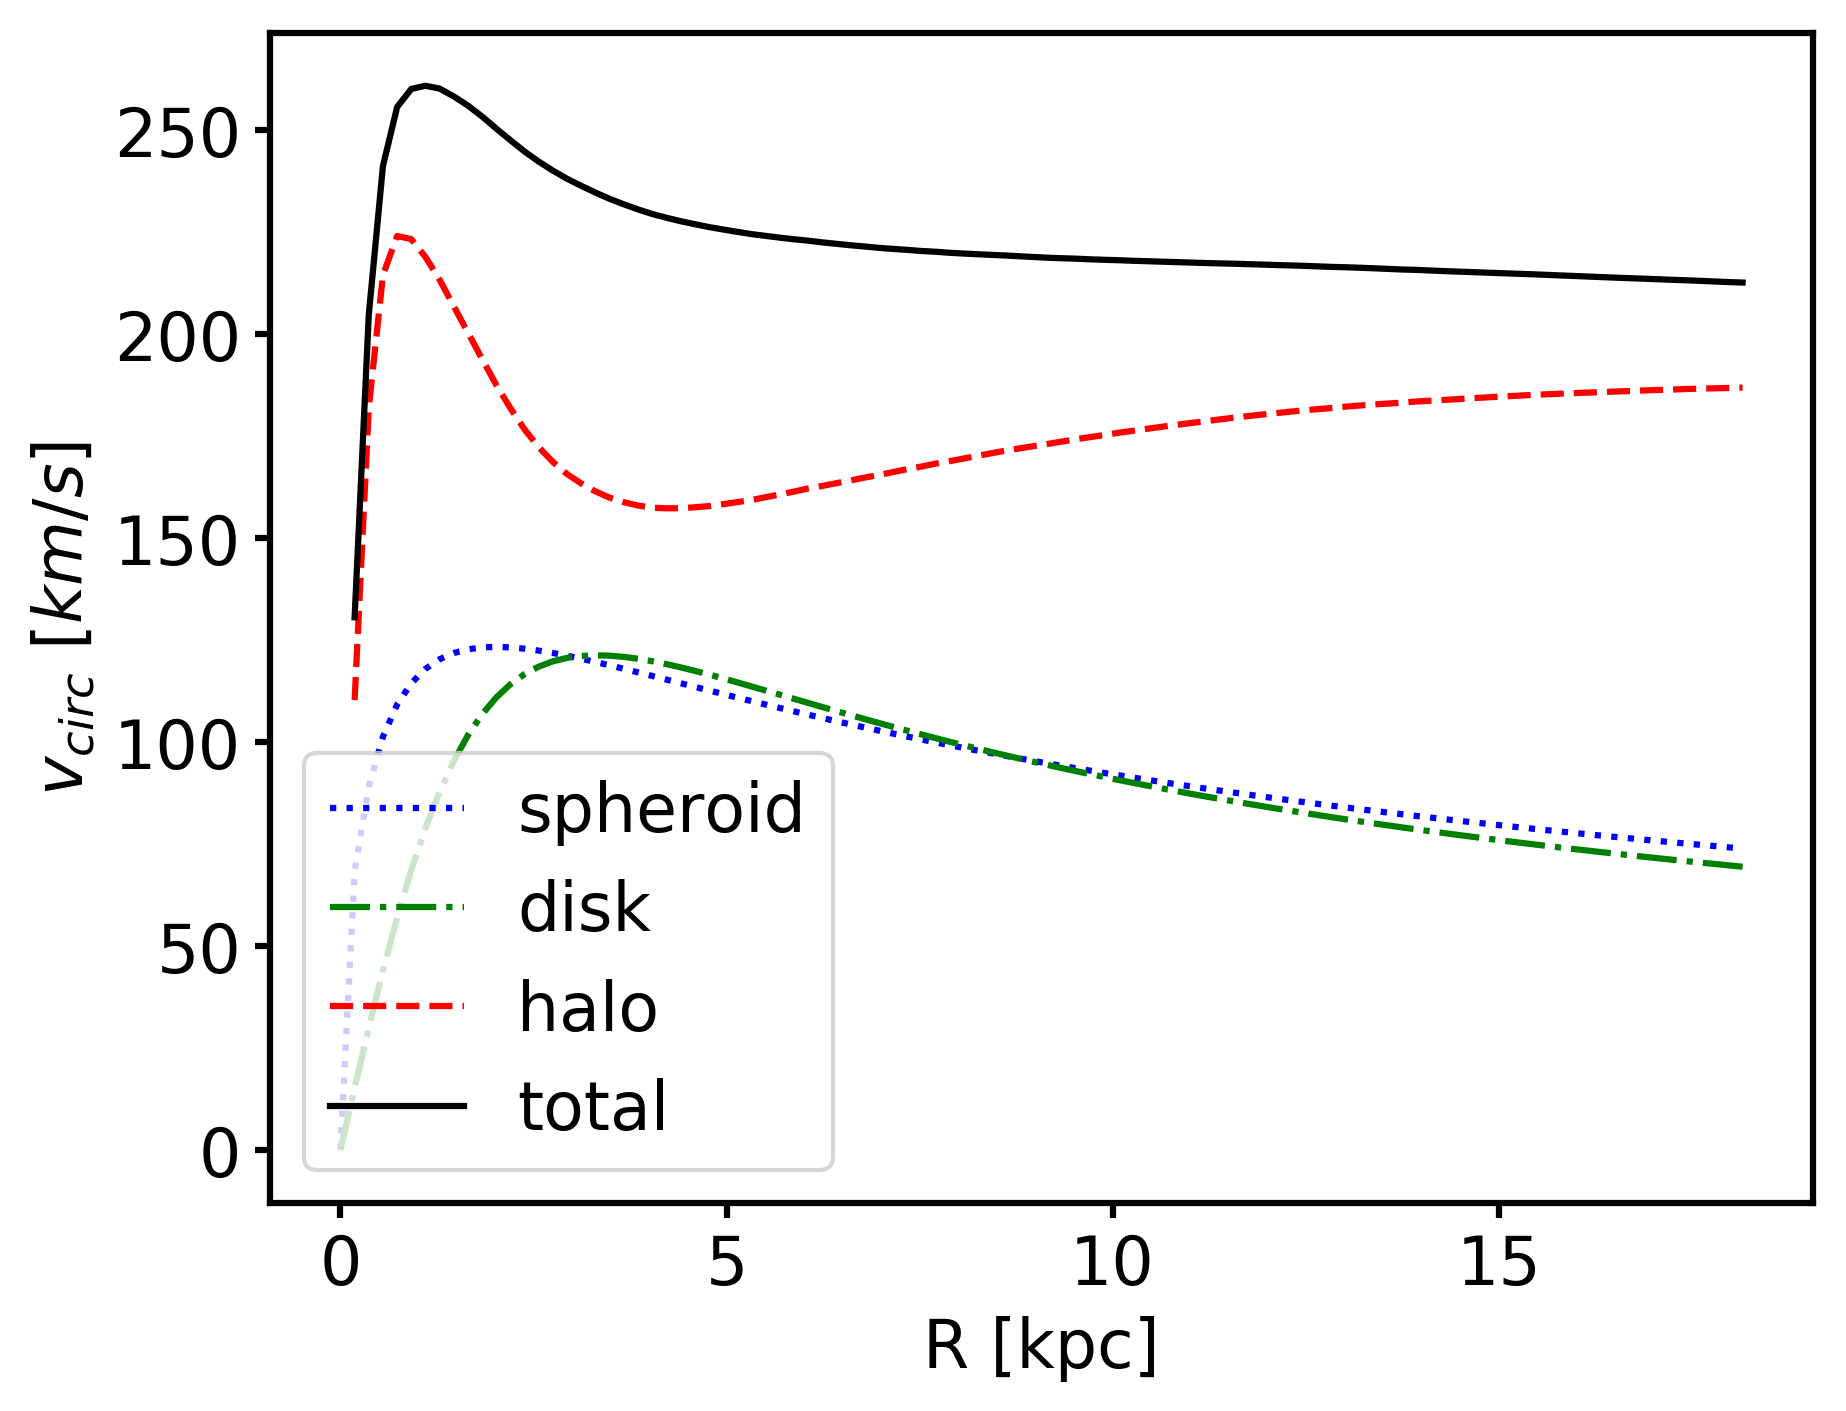 250
200
150
100
50
0
v_circ [km/s]
spheroid
disk
halo
total
0 5 10 15
R [kpc]